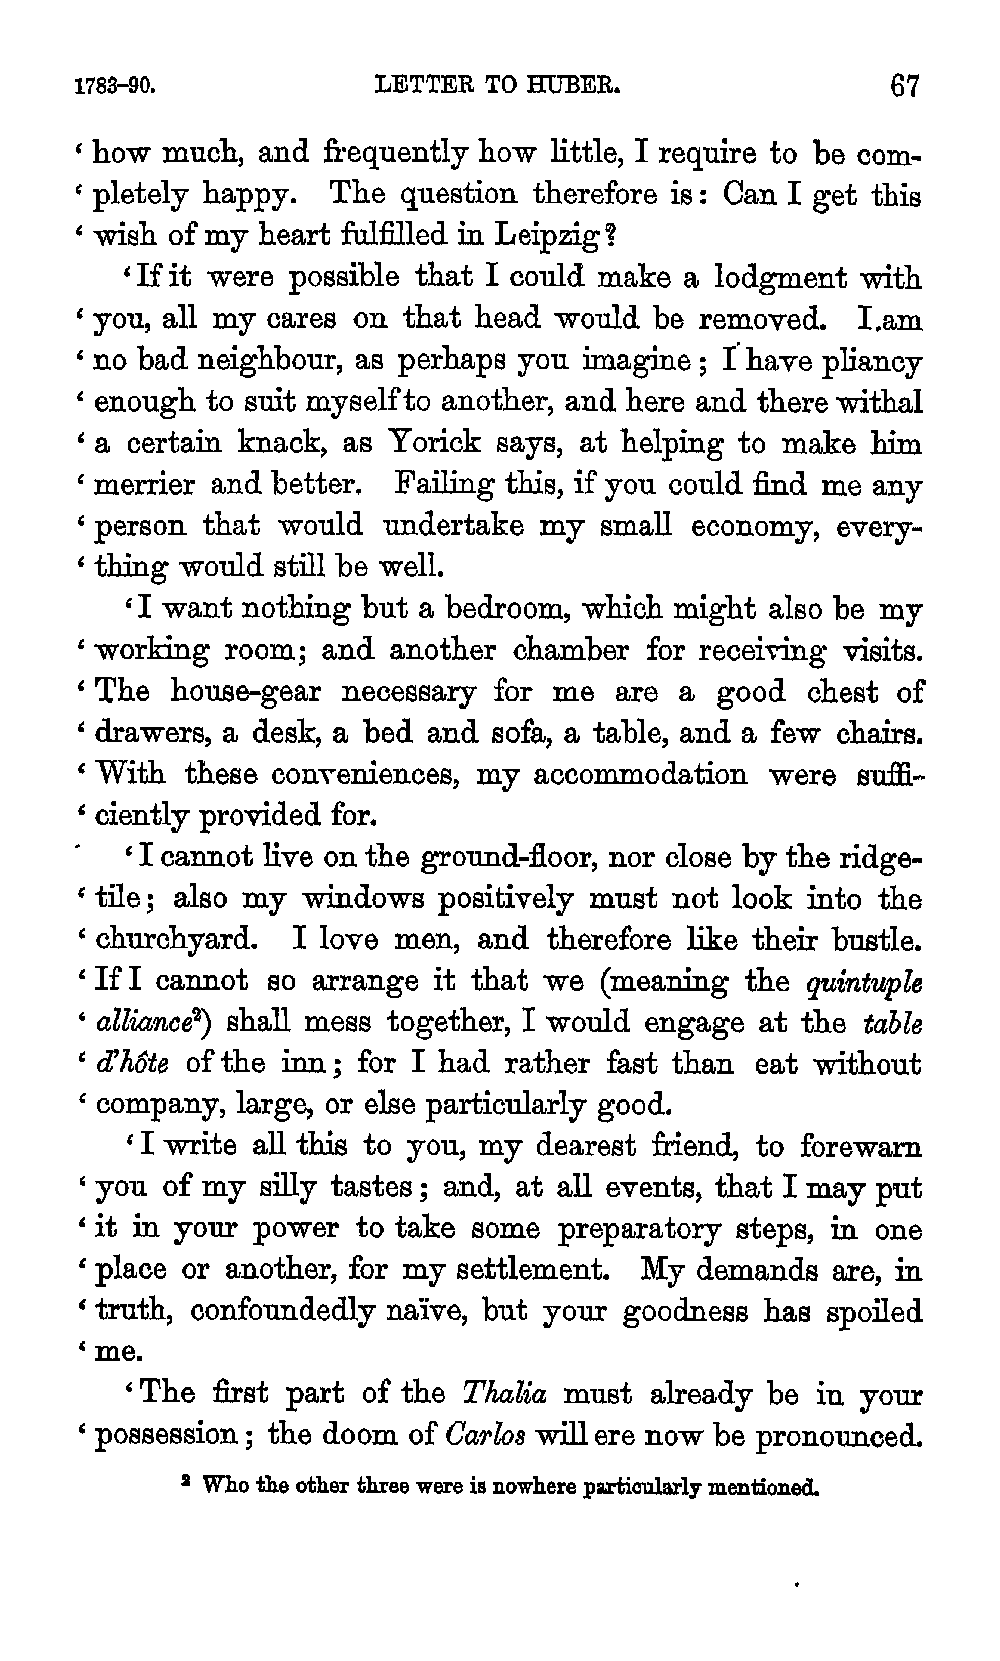 1783–90. LETTER TO HUBER. 67
‘ how much, and frequently how little, I require to be com-
‘ pletely happy. The question therefore is: Can I get this
‘ wish of my heart fulfilled in Leipzig?
‘ If it were possible that I could make a lodgment with
‘ you, all my cares on that head would be removed. I am
‘ no bad neighbour, as perhaps you imagine; I have pliancy
‘ enough to suit myself to another, and here and there withal
‘ a certain knack, as Yorick says, at helping to make him
‘ merrier and better. Failing this, if you could find me any
‘ person that would undertake my small economy, every-
‘ thing would still be well.
‘ I want nothing but a bedroom, which might also be my
‘ working room; and another chamber for receiving visits.
‘ The house-gear necessary for me are a good chest of
‘ drawers, a desk, a bed and sofa, a table, and a few chairs.
‘ With these conveniences, my accommodation were suffi-
‘ ciently provided for.
‘ I cannot live on the ground-floor, nor close by the ridge-
‘ tile; also my windows positively must not look into the
‘ churchyard. I love men, and therefore like their bustle.
‘ If I cannot so arrange it that we (meaning the quintuple
‘ alliance²) shall mess together, I would engage at the table
‘ d'hôte of the inn; for I had rather fast than eat without
‘ company, large, or else particularly good.
‘ I write all this to you, my dearest friend, to forewarn
‘ you of my silly tastes; and, at all events, that I may put
‘ it in your power to take some preparatory steps, in one
‘ place or another, for my settlement. My demands are, in
‘ truth, confoundedly naïve, but your goodness has spoiled
‘ me.
‘ The first part of the Thalia must already be in your
‘ possession; the doom of Carlos will ere now be pronounced.
² Who the other three were is nowhere particularly mentioned.